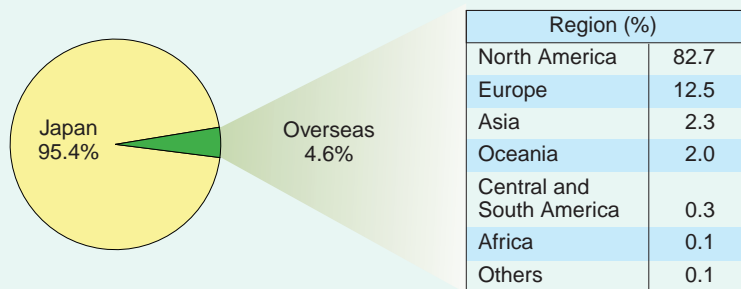 Japan
95.4%
Overseas
4.6%
Region (%)
North America 82.7
Europe 12.5
Asia 2.3
Oceania 2.0
Central and
South America 0.3
Africa 0.1
Others 0.1